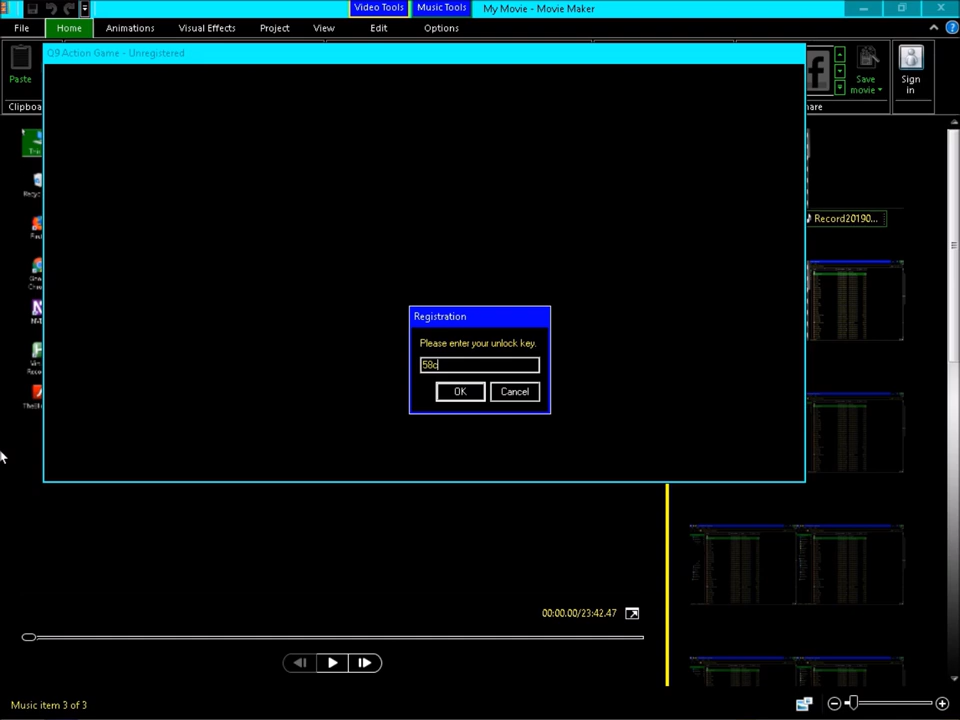 Video Tools
Music Tools
My Movie - Movie Maker
File
Home
Animations
Visual Effects
Project
View
Edit
Options
Paste
Clipboa
Q9 Action Game - Unregistered
Save movie
Sign in
hare
Record20190...
Registration
Please enter your unlock key.
58c
OK
Cancel
00:00.00/23:42.47
Music item 3 of 3